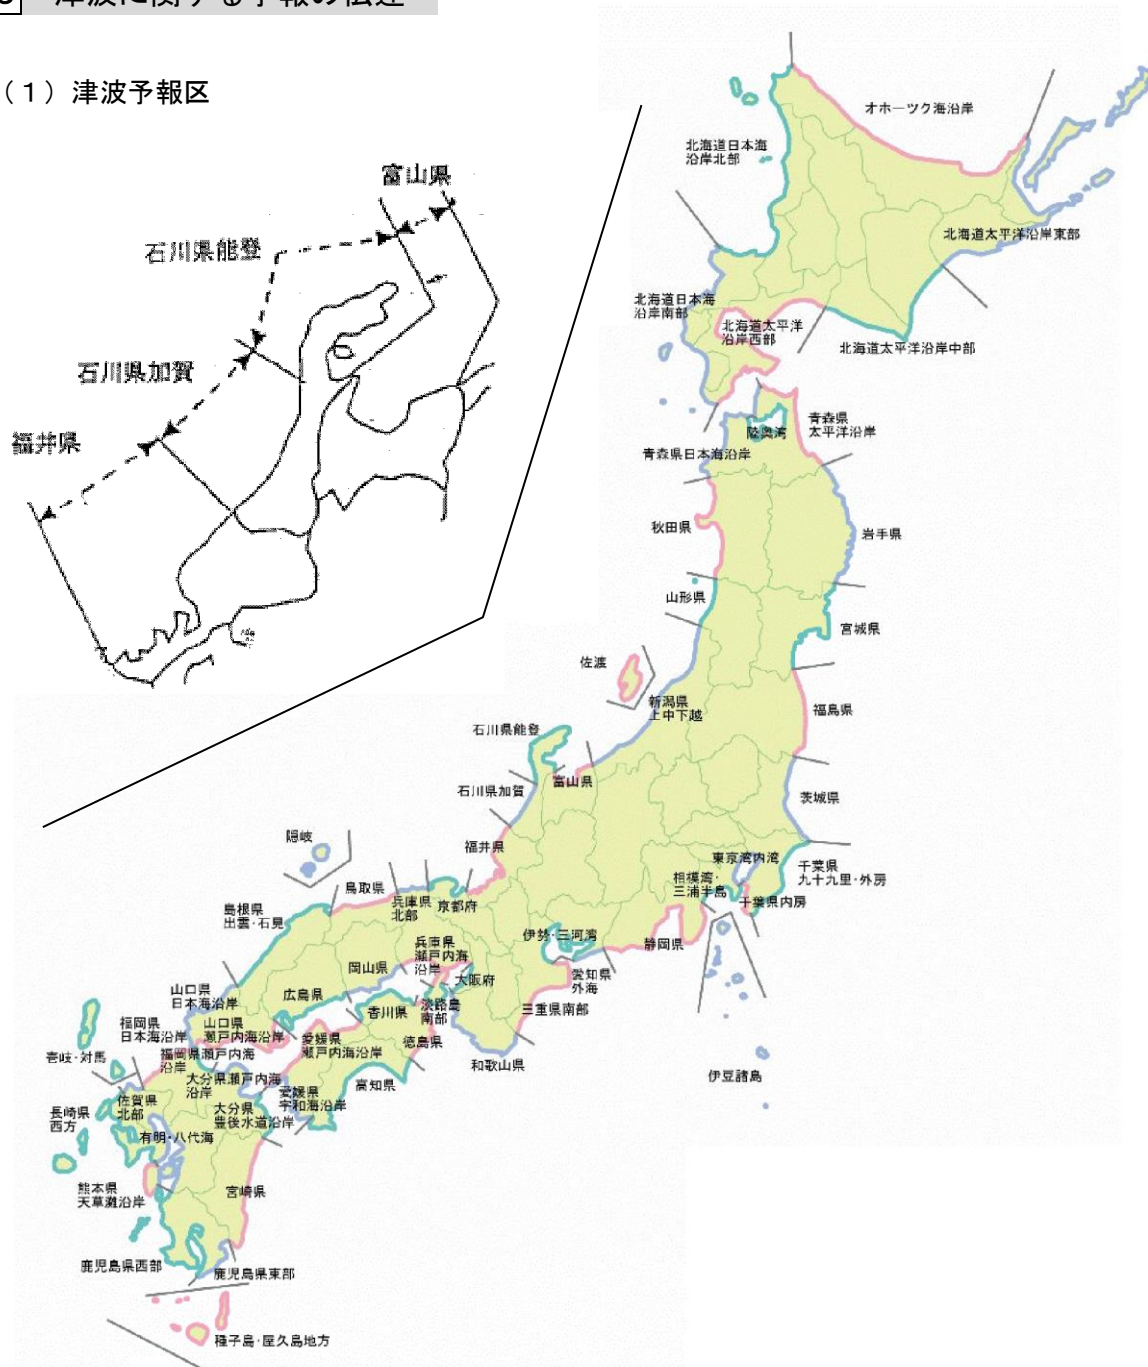 津波に関する予報の伝達
（１）津波予報区
富山県
石川県能登
石川県加賀
福井県
オホーツク海沿岸
北海道日本海
沿岸北部
北海道太平洋沿岸東部
北海道日本海
沿岸南部
北海道太平洋
沿岸西部
北海道太平洋沿岸中部
青森県
太平洋沿岸
陸奥湾
青森県日本海沿岸
秋田県
岩手県
山形県
宮城県
佐渡
新潟県
上中下越
福島県
石川県能登
富山県
石川県加賀
茨城県
福井県
東京湾内湾
千葉県
九十九里・外房
相模湾・
三浦半島
千葉県内房
隠岐
鳥取県
兵庫県
北部
京都府
島根県
出雲・石見
伊勢・三河湾
静岡県
兵庫県
瀬戸内海
沿岸
岡山県
大阪府
愛知県
外海
山口県
日本海沿岸
広島県
香川県
淡路島
南部
三重県南部
福岡県
日本海沿岸
山口県
瀬戸内海沿岸
愛媛県
瀬戸内海沿岸
徳島県
和歌山県
壱岐・対馬
福岡県瀬戸内海
沿岸
大分県瀬戸内海
沿岸
愛媛県
宇和海沿岸
高知県
伊豆諸島
佐賀県
北部
長崎県
西方
大分県
豊後水道沿岸
有明・八代海
熊本県
天草灘沿岸
宮崎県
鹿児島県西部
鹿児島県東部
種子島・屋久島地方